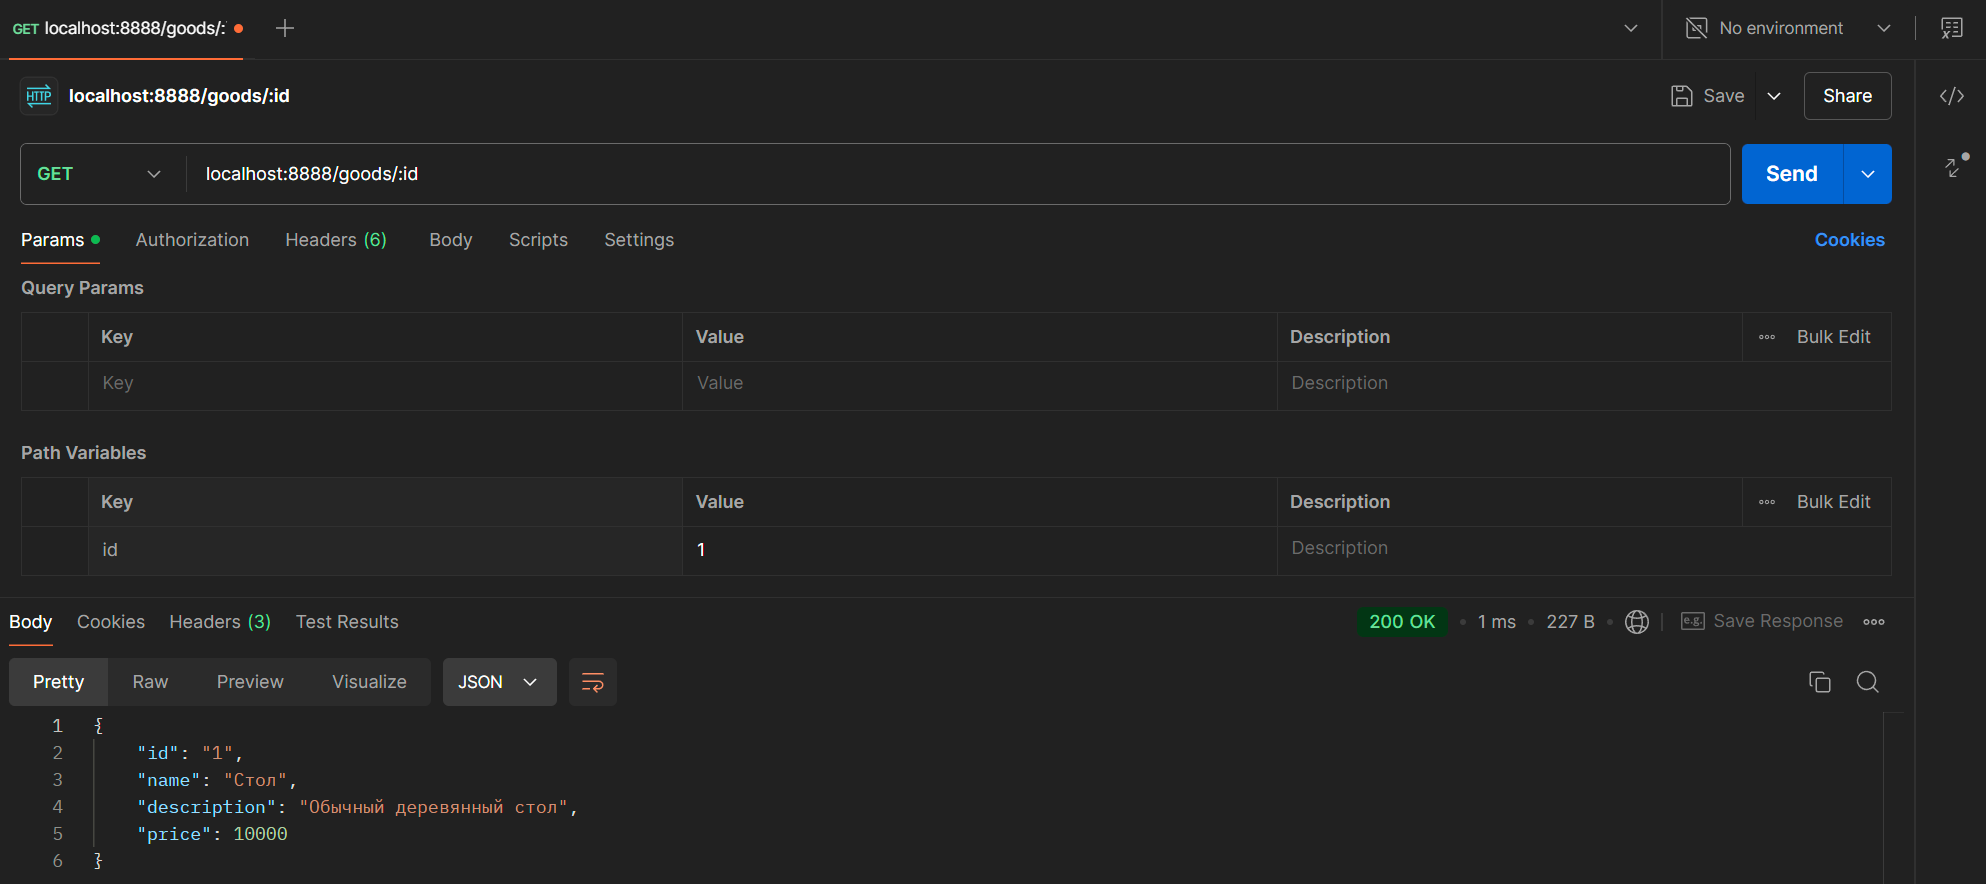 GET localhost:8888/goods/:
No environment
HTTP localhost:8888/goods/:id
Save
Share
GET localhost:8888/goods/:id
Send
Params
Authorization
Headers (6)
Body
Scripts
Settings
Cookies
Query Params
Key Value Description Bulk Edit
Key Value Description
Path Variables
Key Value Description Bulk Edit
id 1 Description
Body Cookies Headers (3) Test Results
200 OK • 1 ms • 227 B • e.g. Save Response
Pretty Raw Preview Visualize JSON
1 {
2 "id": "1",
3 "name": "Стол",
4 "description": "Обычный деревянный стол",
5 "price": 10000
6 }